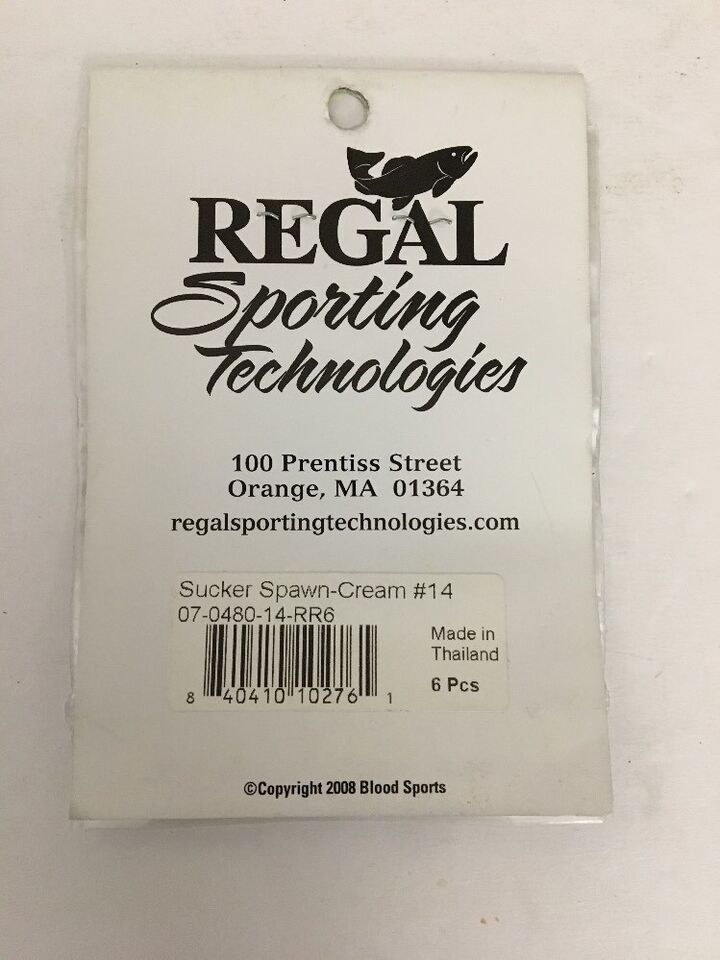 REGAL
Sporting
Technologies
100 Prentiss Street
Orange, MA 01364
regalsportingtechnologies.com
Sucker Spawn-Cream #14
07-0480-14-RR6
Made in
Thailand
6 Pcs
8 40410 10276 1
©Copyright 2008 Blood Sports